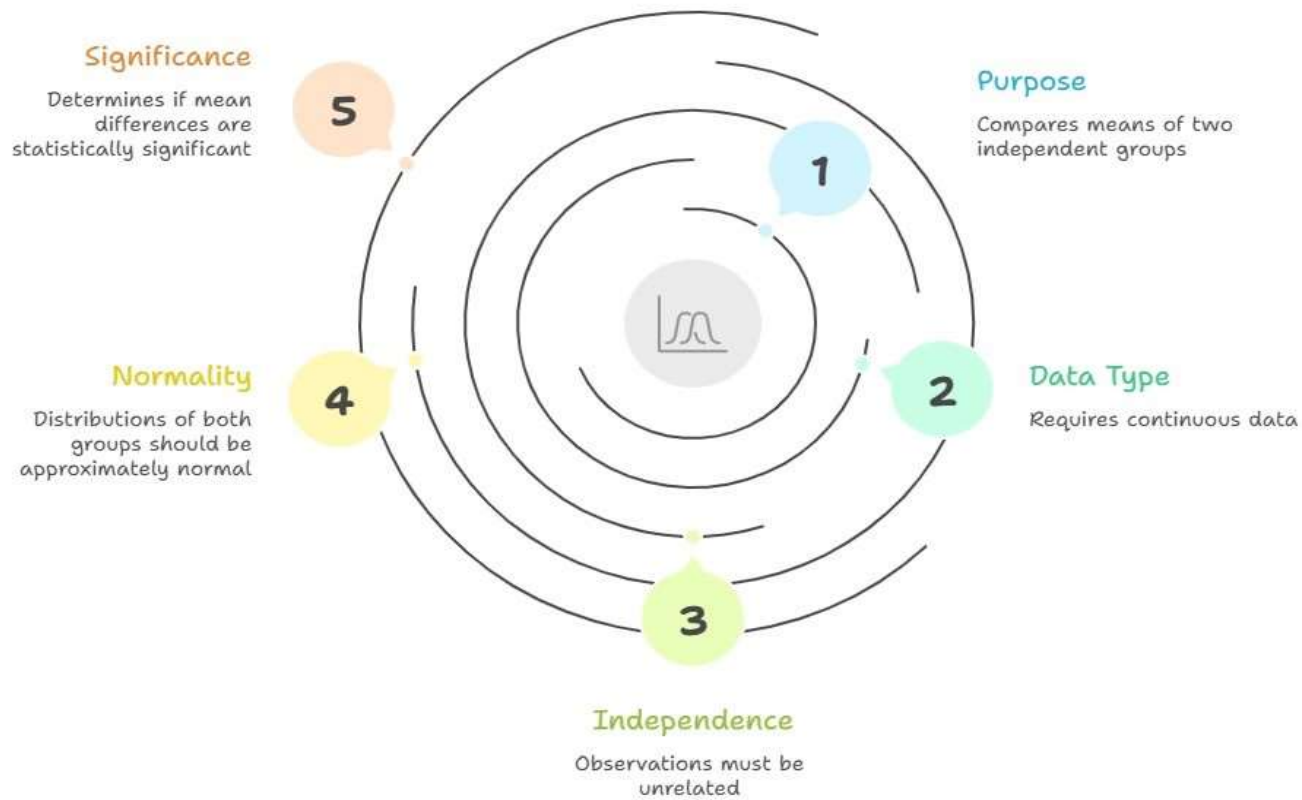 1
Purpose
Compares means of two
independent groups
2
Data Type
Requires continuous data
3
Independence
Observations must be
unrelated
4
Normality
Distributions of both
groups should be
approximately normal
5
Significance
Determines if mean
differences are
statistically significant